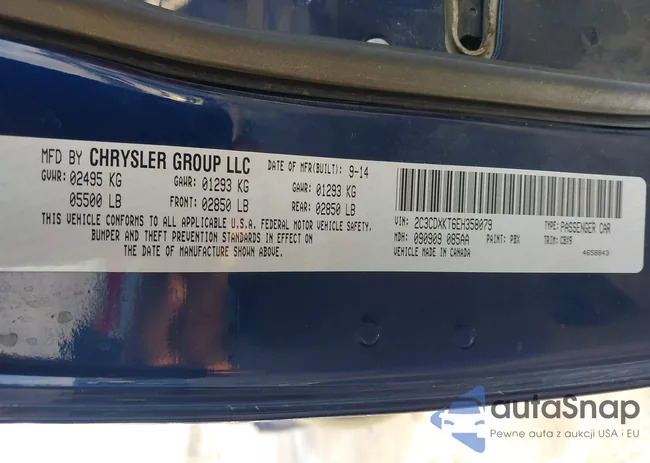 MFD BY CHRYSLER GROUP LLC DATE OF MFR(BUILT): 9-14
GVWR: 02495 KG GAWR: 01293 KG GAWR: 01293 KG
05500 LB FRONT: 02850 LB REAR: 02850 LB
THIS VEHICLE CONFORMS TO ALL APPLICABLE U.S.A. FEDERAL MOTOR VEHICLE SAFETY,
BUMPER AND THEFT PREVENTION STANDARDS IN EFFECT ON
THE DATE OF MANUFACTURE SHOWN ABOVE.
VIN: 2C3CDXKT6EH358079 TYPE: PASSENGER CAR
MDH: 090909 085AA PAINT: PBX TRIM: CBX9
VEHICLE MADE IN CANADA 4658843
autaSnap
Pewne auta z aukcji USA i EU